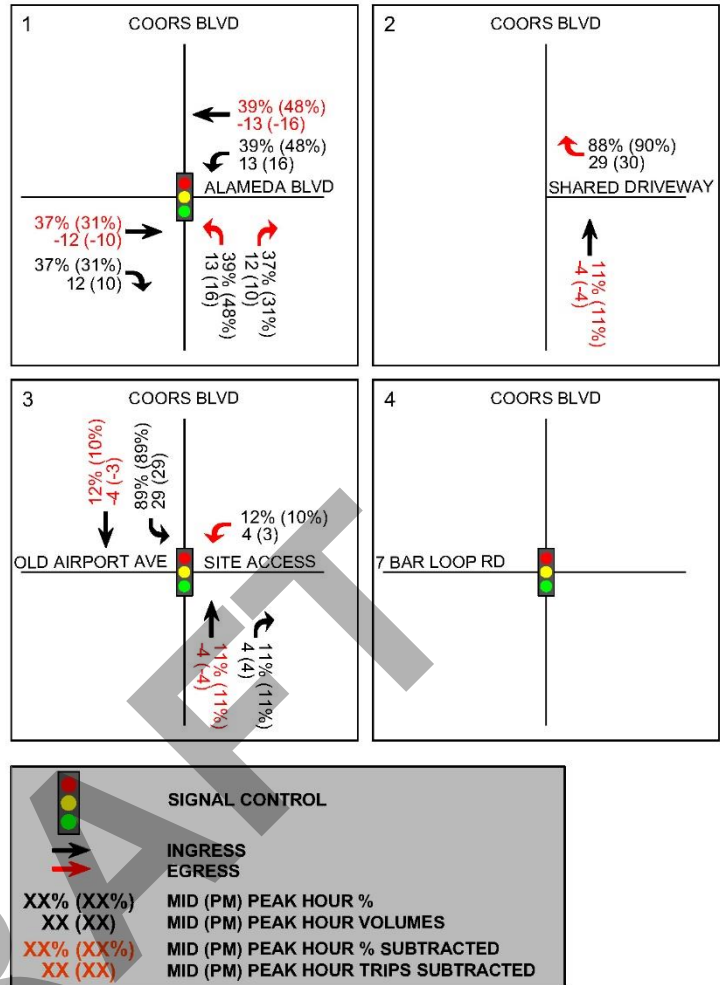 1
COORS BLVD
39% (48%)
-13 (-16)
39% (48%)
13 (16)
ALAMEDA BLVD
37% (31%)
-12 (-10)
37% (31%)
12 (10)
39% (48%)
13 (16)
37% (31%)
12 (10)
2
COORS BLVD
88% (90%)
29 (30)
SHARED DRIVEWAY
11% (11%)
-4 (-4)
3
COORS BLVD
12% (10%)
-4 (-3)
89% (89%)
29 (29)
12% (10%)
4 (3)
OLD AIRPORT AVE
SITE ACCESS
11% (11%)
-4 (-4)
11% (11%)
4 (4)
4
COORS BLVD
7 BAR LOOP RD
SIGNAL CONTROL
INGRESS
EGRESS
XX% (XX%) MID (PM) PEAK HOUR %
XX (XX) MID (PM) PEAK HOUR VOLUMES
XX% (XX%) MID (PM) PEAK HOUR % SUBTRACTED
XX (XX) MID (PM) PEAK HOUR TRIPS SUBTRACTED